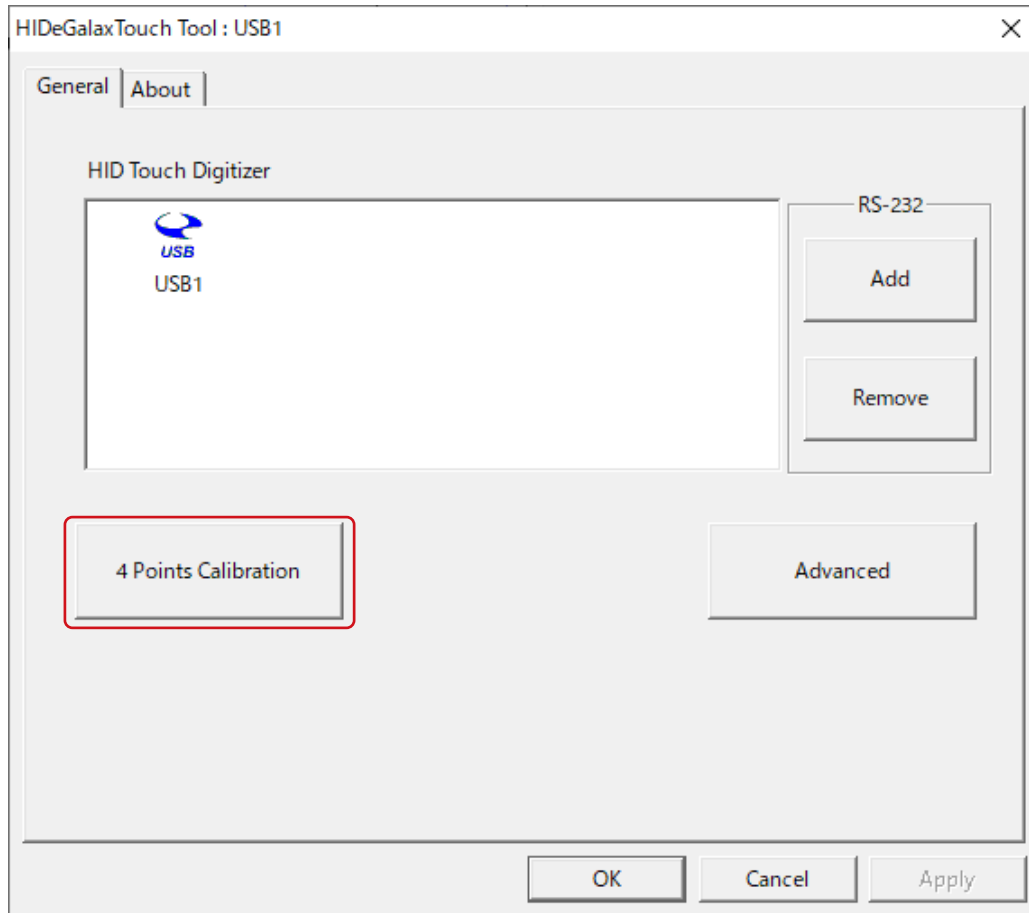 HIDeGalaxTouch Tool : USB1
General
About
HID Touch Digitizer
USB
USB1
RS-232
Add
Remove
4 Points Calibration
Advanced
OK
Cancel
Apply